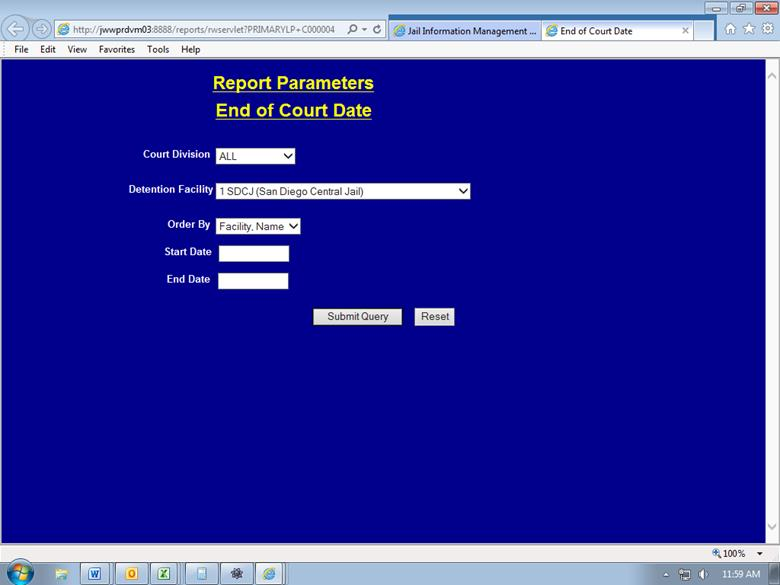 http://jwwprdvm03:8888/reports/rwservlet?PRIMARYLP+C000004
Jail Information Management ...
End of Court Date
File Edit View Favorites Tools Help
Report Parameters
End of Court Date
Court Division ALL
Detention Facility 1 SDCJ (San Diego Central Jail)
Order By Facility, Name
Start Date
End Date
Submit Query Reset
100%
11:59 AM